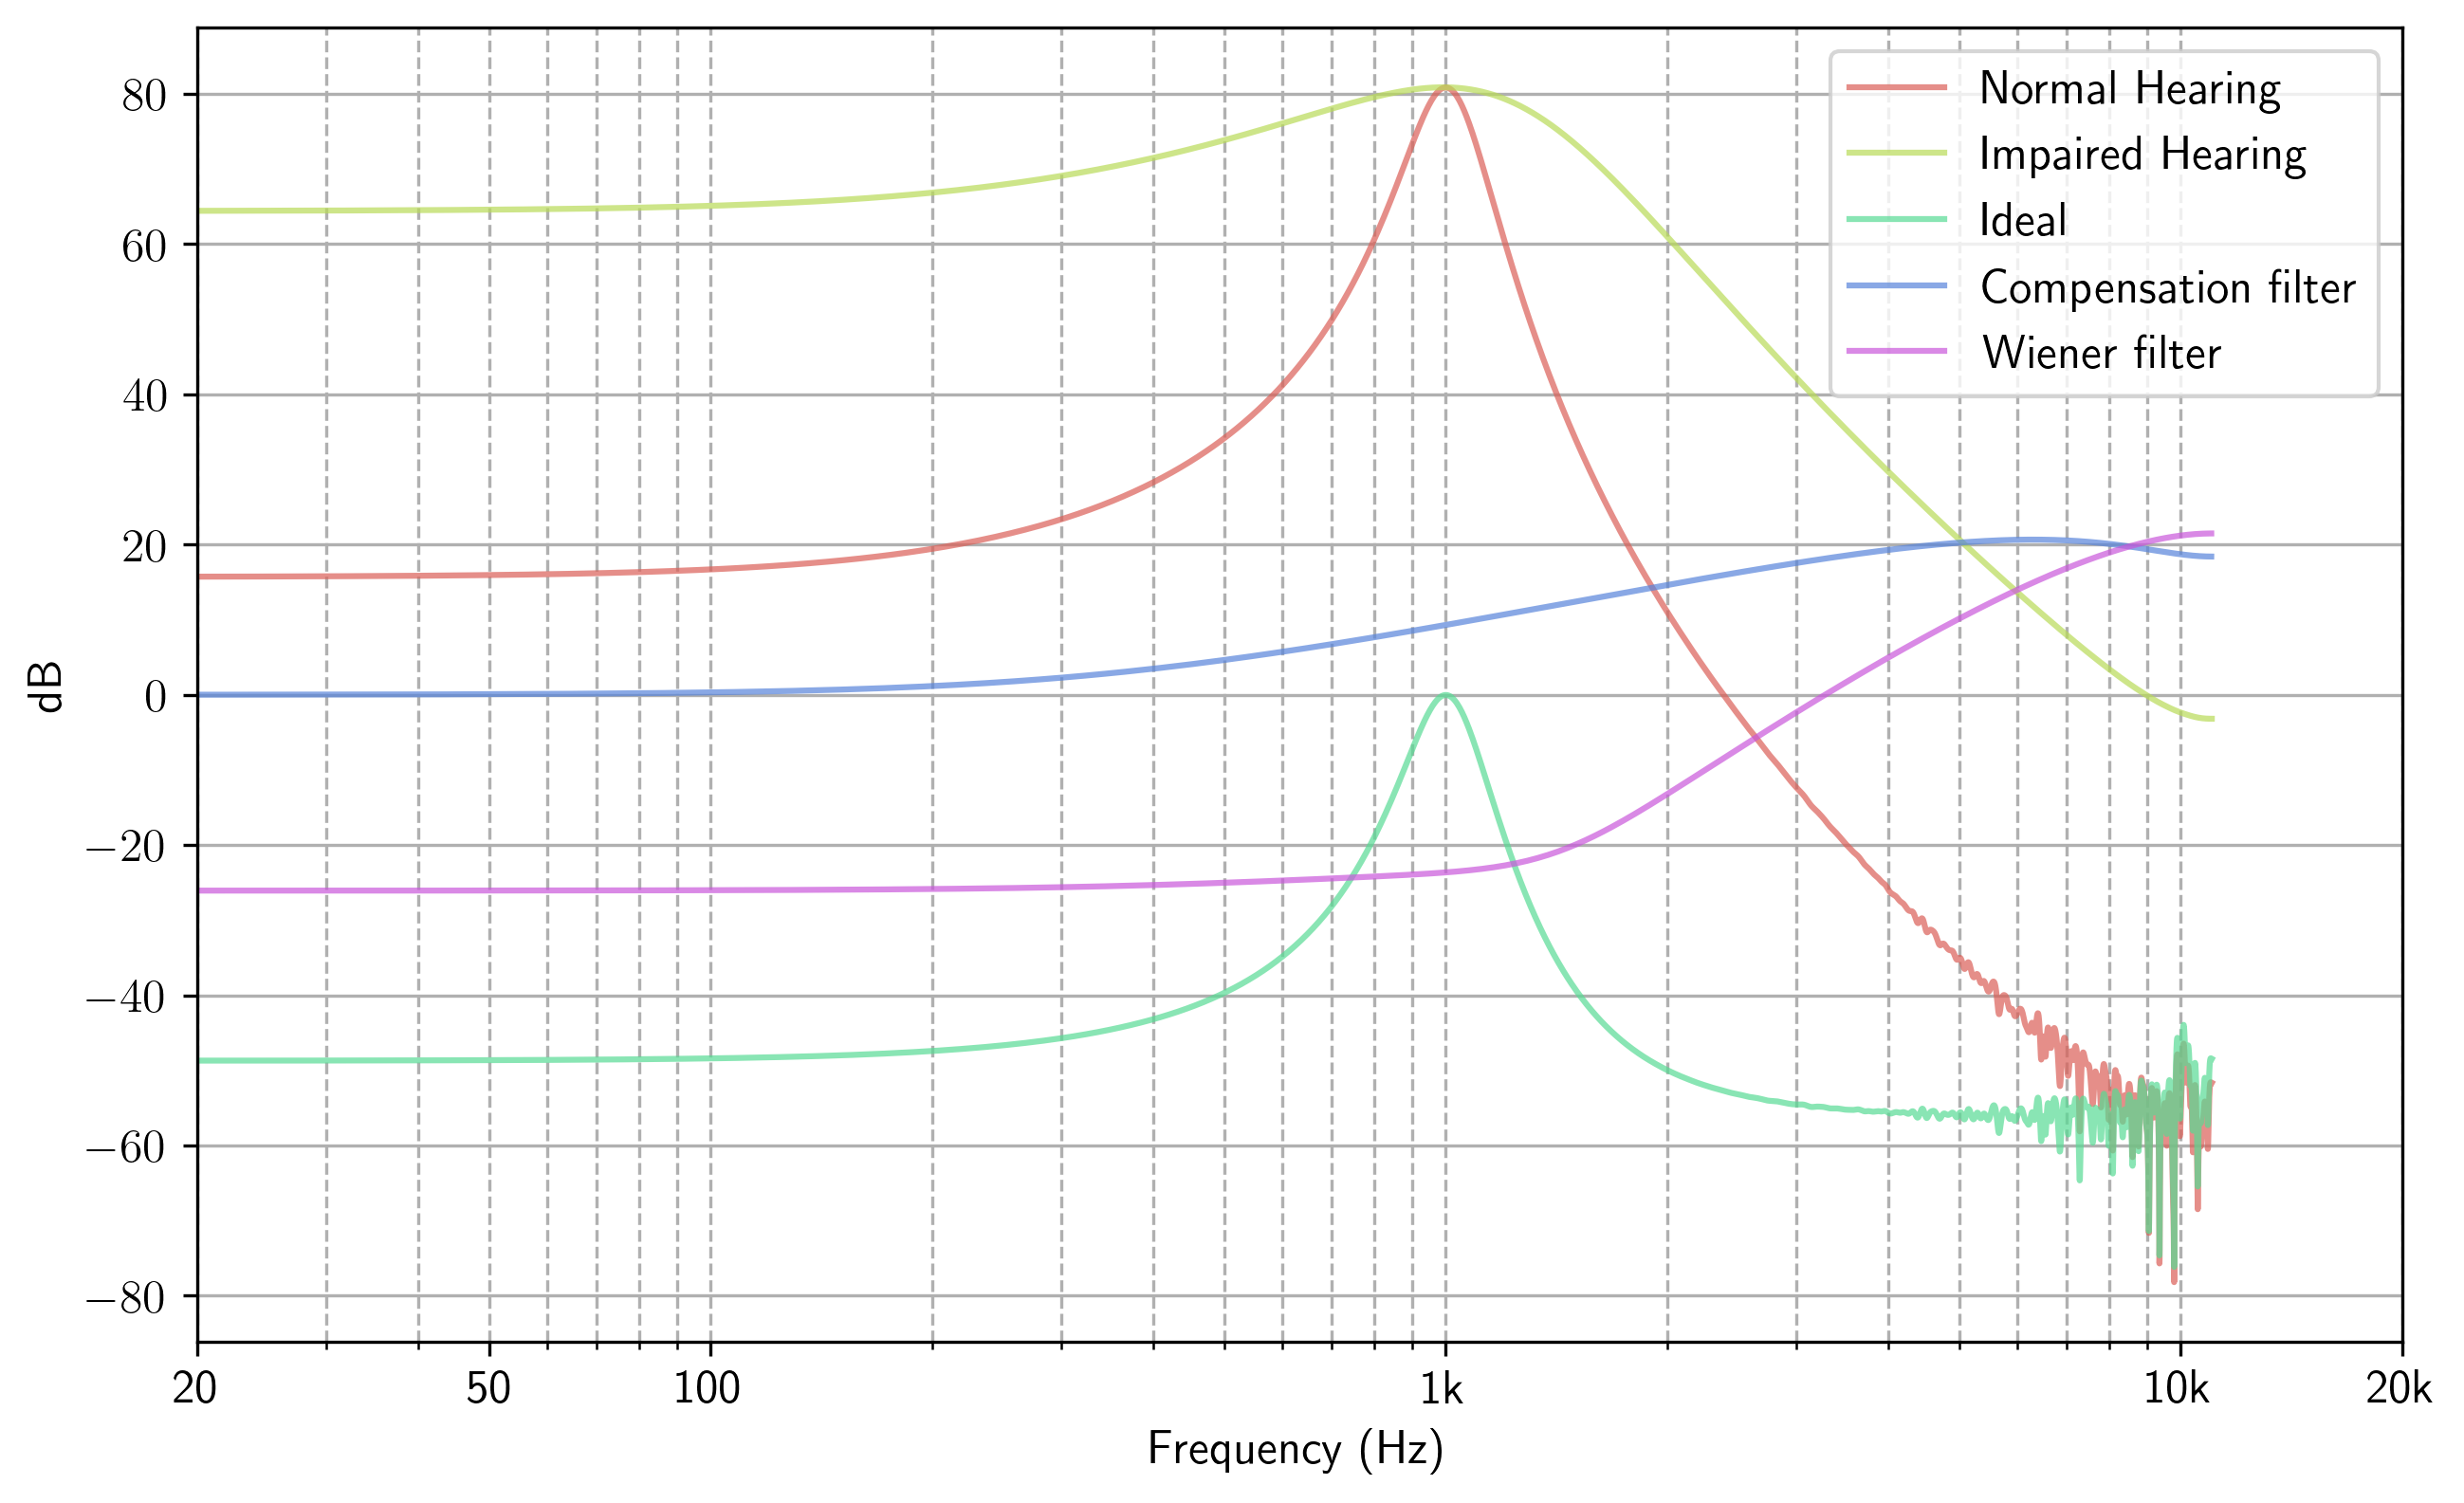 80
60
40
20
0
−20
−40
−60
−80
dB
20 50 100 1k 10k 20k
Frequency (Hz)
Normal Hearing
Impaired Hearing
Ideal
Compensation filter
Wiener filter